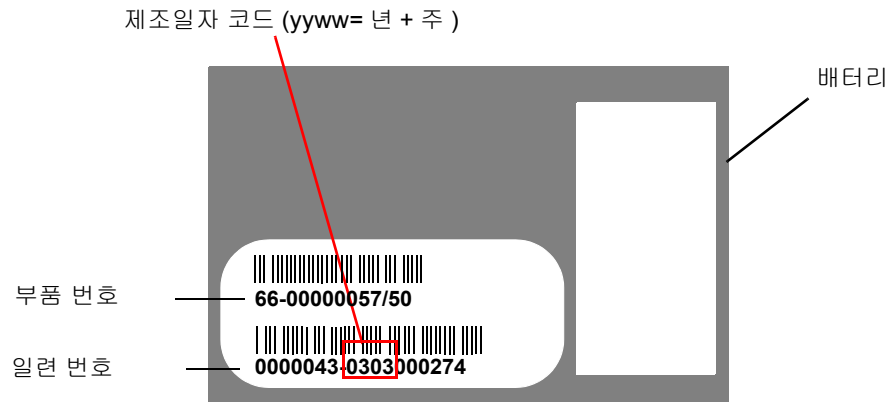 제조일자 코드 (yyww= 년 + 주 )
배터리
부품 번호
66-00000057/50
일련 번호
0000043-0303000274